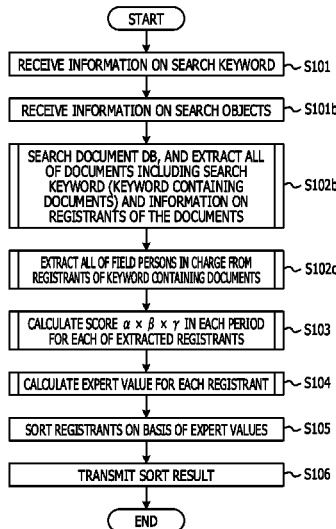 START
RECEIVE INFORMATION ON SEARCH KEYWORD
S101
RECEIVE INFORMATION ON SEARCH OBJECTS
S101b
SEARCH DOCUMENT DB, AND EXTRACT ALL
OF DOCUMENTS INCLUDING SEARCH
KEYWORD (KEYWORD CONTAINING
DOCUMENTS) AND INFORMATION ON
REGISTRANTS OF THE DOCUMENTS
S102b
EXTRACT ALL OF FIELD PERSONS IN CHARGE FROM
REGISTRANTS OF KEYWORD CONTAINING DOCUMENTS
S102c
CALCULATE SCORE α × β × γ IN EACH PERIOD
FOR EACH OF EXTRACTED REGISTRANTS
S103
CALCULATE EXPERT VALUE FOR EACH REGISTRANT
S104
SORT REGISTRANTS ON BASIS OF EXPERT VALUES
S105
TRANSMIT SORT RESULT
S106
END